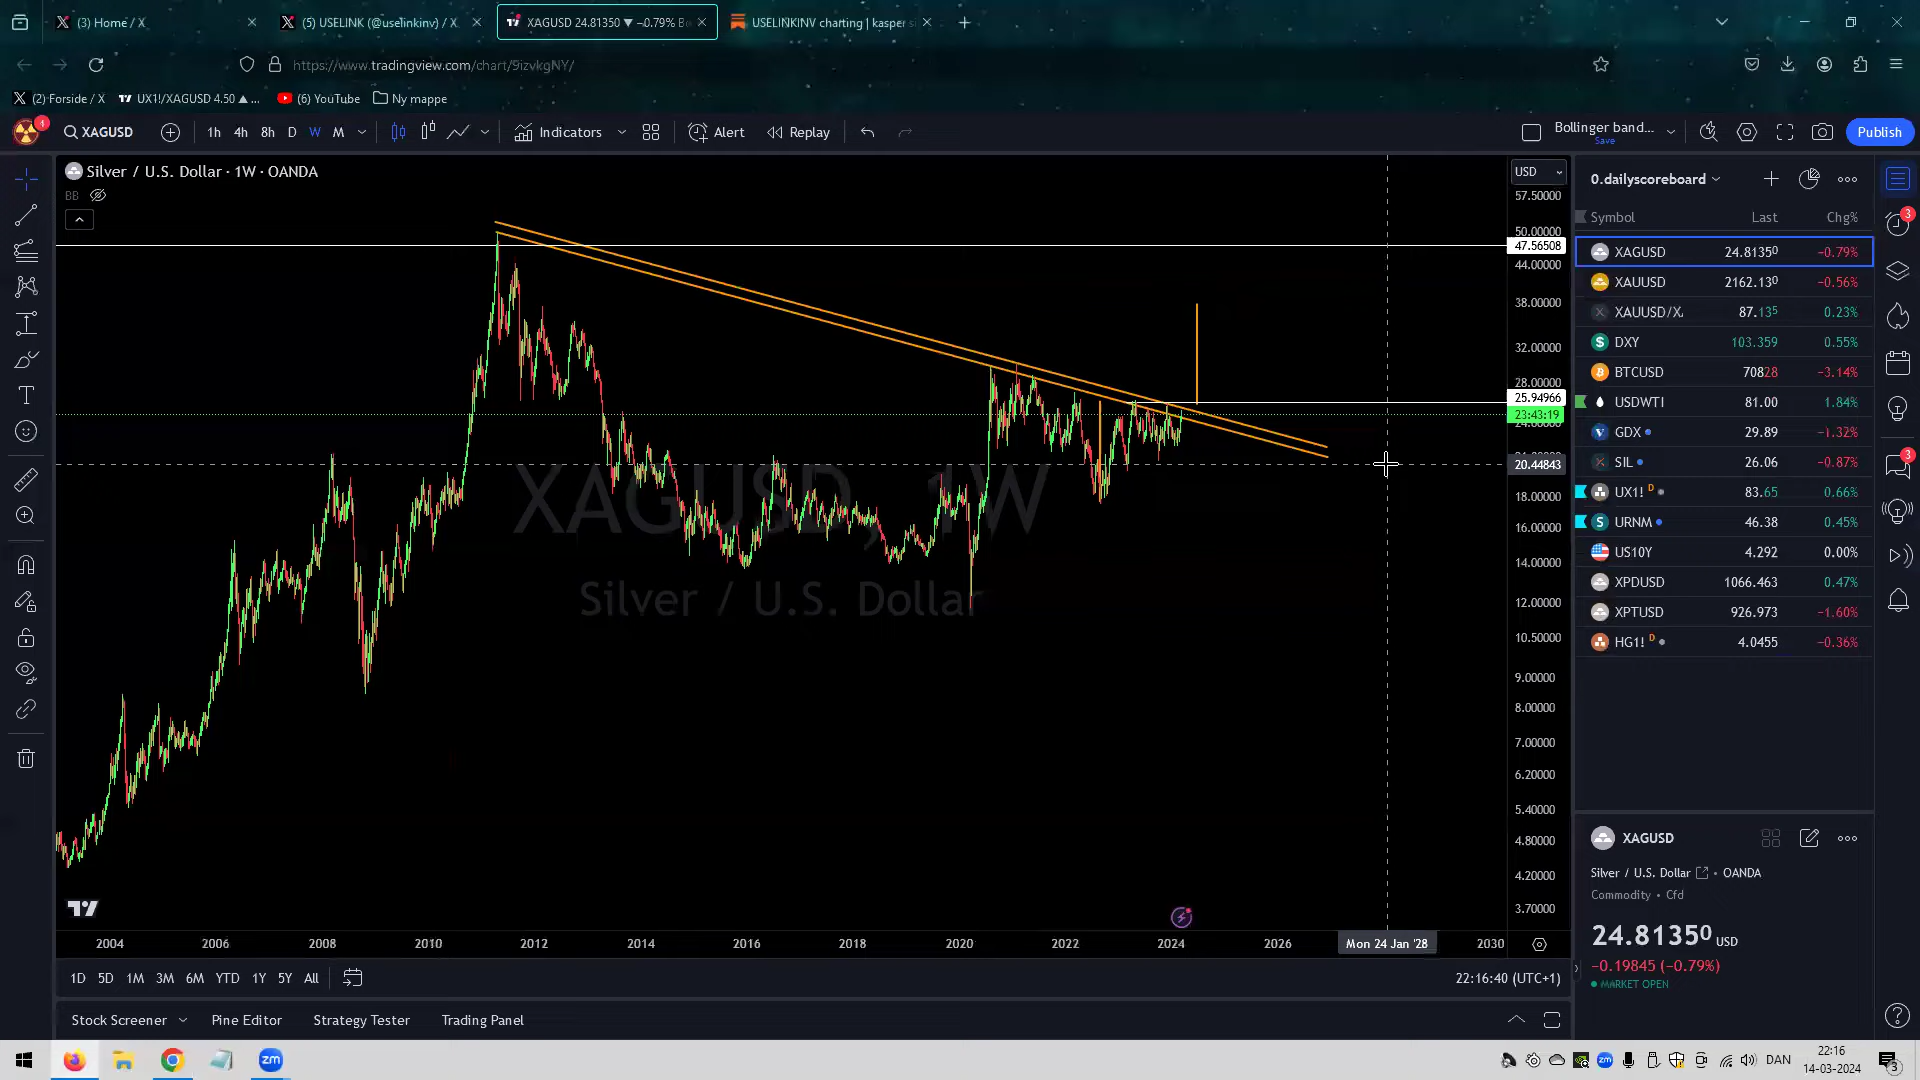 (3) Home / X
(5) USELINK (@uselinkinv) / X
XAGUSD 24.81350 ▼ −0.79% B
USELINKINV charting | kasper
https://www.tradingview.com/chart/9izvkgNY/
(2) Forside / X
UX1!/XAGUSD 4.50 ▲ ...
(6) YouTube
Ny mappe
4
XAGUSD
1h
4h
8h
D
W
M
Indicators
Alert
Replay
Bollinger band...
Save
Publish
Silver / U.S. Dollar · 1W · OANDA
BB
USD
57.50000
50.00000
47.56508
44.00000
38.00000
32.00000
28.00000
25.94966
23:43:19
24.00000
20.44843
18.00000
16.00000
14.00000
12.00000
10.50000
9.00000
8.00000
7.00000
6.20000
5.40000
4.80000
4.20000
3.70000
XAGUSD, 1W
Silver / U.S. Dollar
2004
2006
2008
2010
2012
2014
2016
2018
2020
2022
2024
2026
Mon 24 Jan '28
2030
1D
5D
1M
3M
6M
YTD
1Y
5Y
All
22:16:40 (UTC+1)
Stock Screener
Pine Editor
Strategy Tester
Trading Panel
0.dailyscoreboard
Symbol Last Chg%
XAGUSD 24.8135⁰ −0.79%
XAUUSD 2162.13⁰ −0.56%
XAUUSD/X 87.13⁵ 0.23%
DXY 103.359 0.55%
BTCUSD 70828 −3.14%
USDWTI 81.00 1.84%
GDX 29.89 −1.32%
SIL 26.06 −0.87%
UX1! D 83.65 0.66%
URNM 46.38 0.45%
US10Y 4.292 0.00%
XPDUSD 1066.463 0.47%
XPTUSD 926.973 −1.60%
HG1! D 4.0455 −0.36%
3
3
XAGUSD
Silver / U.S. Dollar • OANDA
Commodity • Cfd
24.8135⁰ USD
−0.19845 (−0.79%)
MARKET OPEN
zm
zm
DAN
22:16
14-03-2024
3